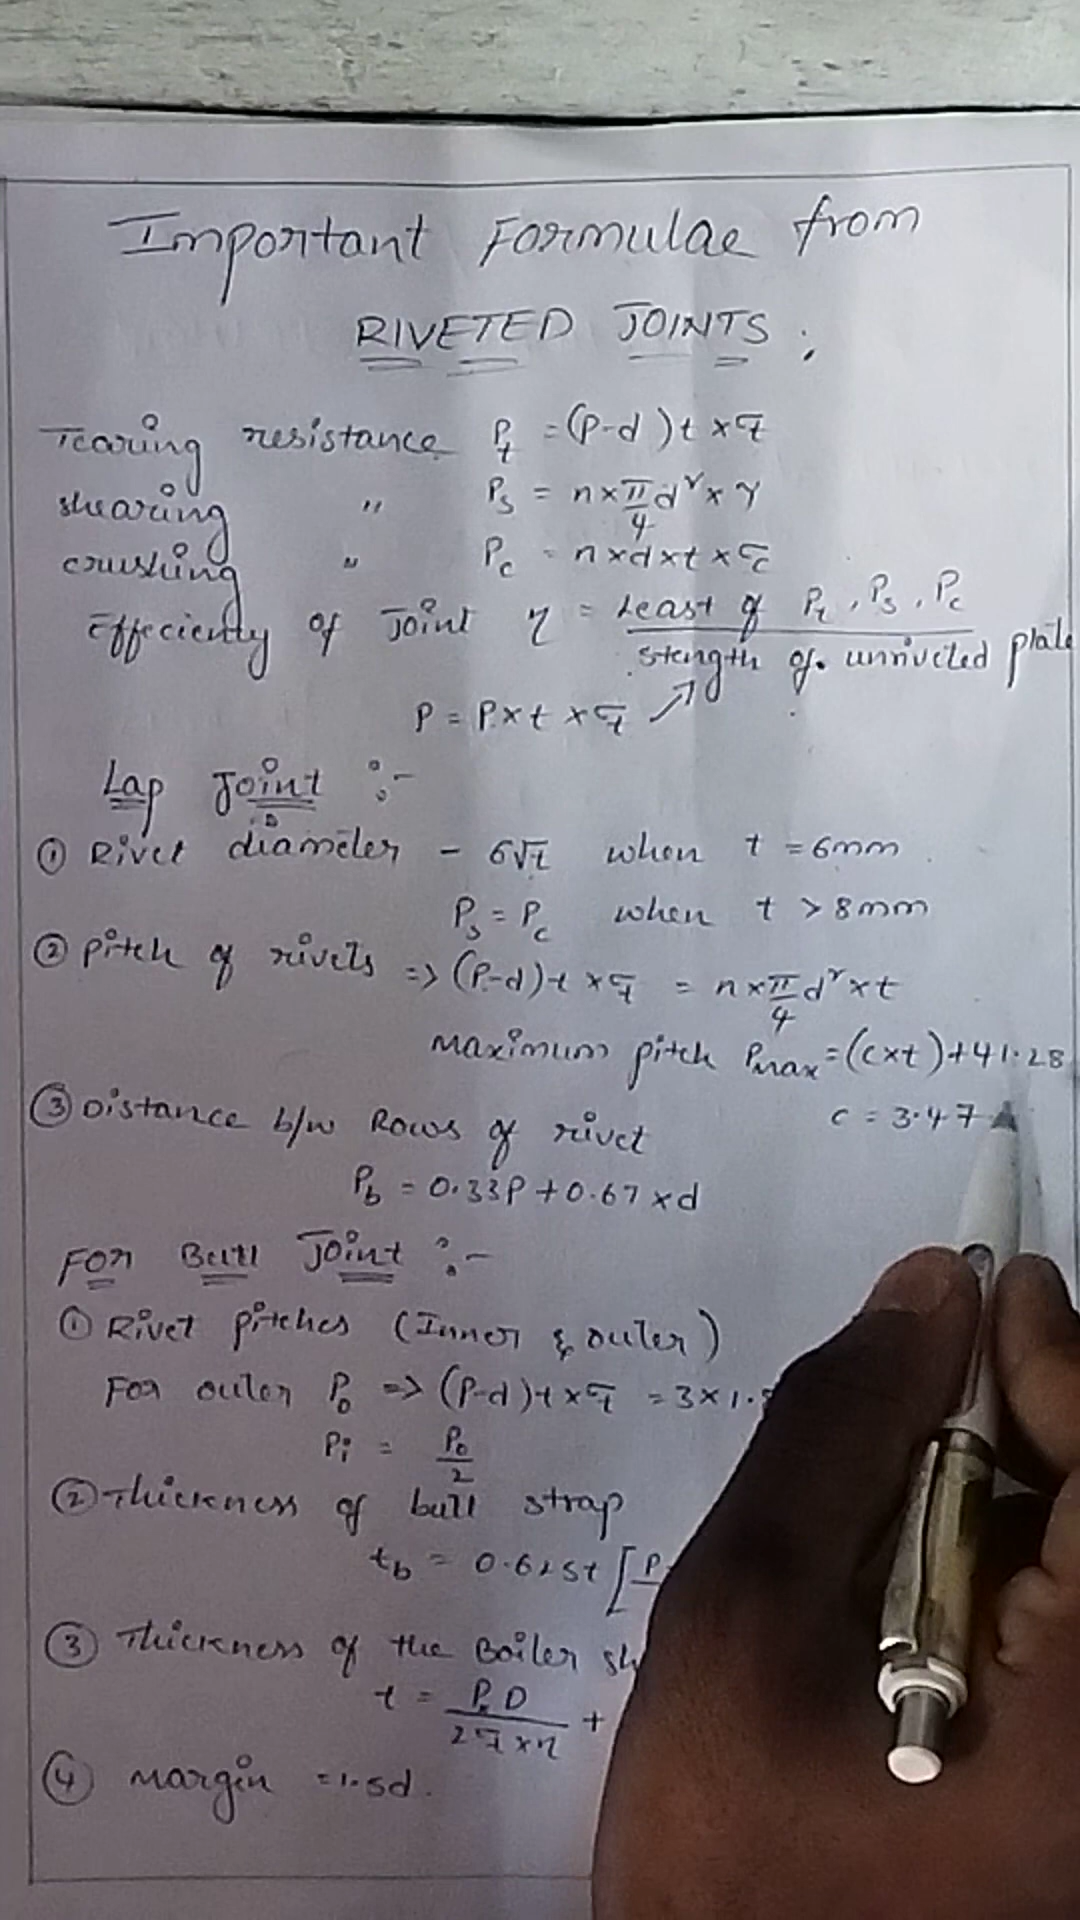 Important Formulae from
RIVETED JOINTS :
Tearing resistance Pt = (P-d)t×σt
shearing " Ps = n×π/4 d²×τ
crushing " Pc = n×d×t×σc
Effeciency of Joint η = Least of Pt, Ps, Pc / stength of unriveted plate
P = P×t×σt
Lap Joint :-
① Rivet diameter - 6√t when t = 6mm
Ps = Pc when t > 8mm
② pitch of rivets => (P-d)t×σt = n×π/4 d²×t
Maximum pitch Pmax = (c×t)+41.28
c = 3.47
③ Distance b/w Rows of rivet
Pb = 0.33P + 0.67×d
For Butt Joint :-
① Rivet pitches (Inner & outer)
For outer Po => (P-d)t×σt = 3×1.
Pi = Po/2
② Thickness of butt strap
tb = 0.625t [P
③ Thickness of the Boiler sh
t = P.D / 2σt×η +
④ margin = 1.5d.